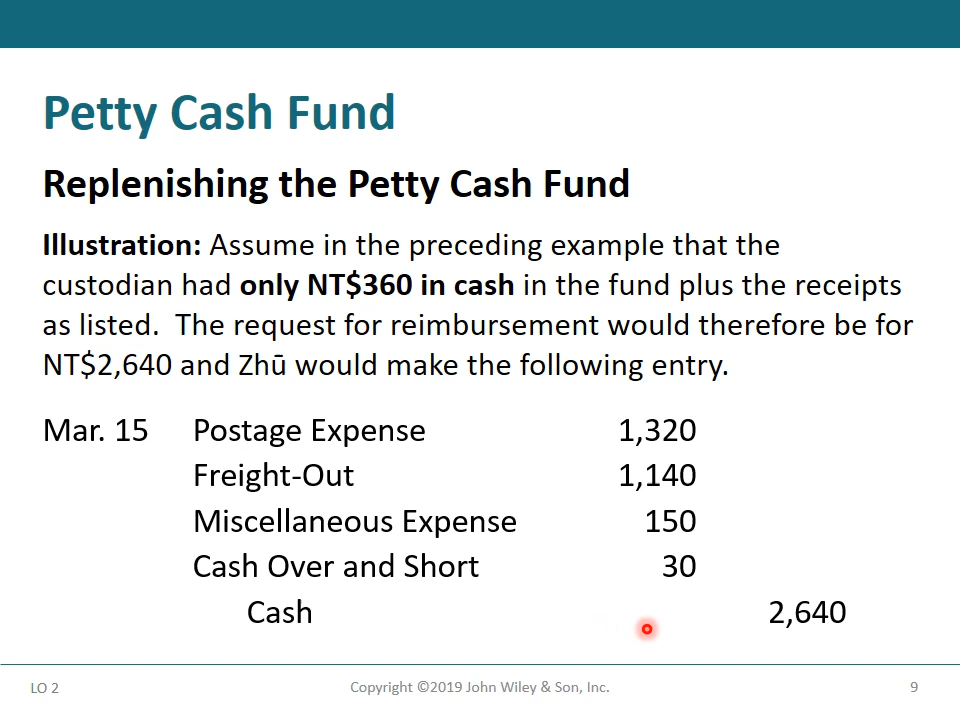 Petty Cash Fund
Replenishing the Petty Cash Fund
Illustration: Assume in the preceding example that the
custodian had only NT$360 in cash in the fund plus the receipts
as listed.  The request for reimbursement would therefore be for
NT$2,640 and Zhū would make the following entry.
Mar. 15 Postage Expense 1,320
Freight-Out 1,140
Miscellaneous Expense 150
Cash Over and Short 30
Cash 2,640
LO 2 Copyright ©2019 John Wiley & Son, Inc. 9